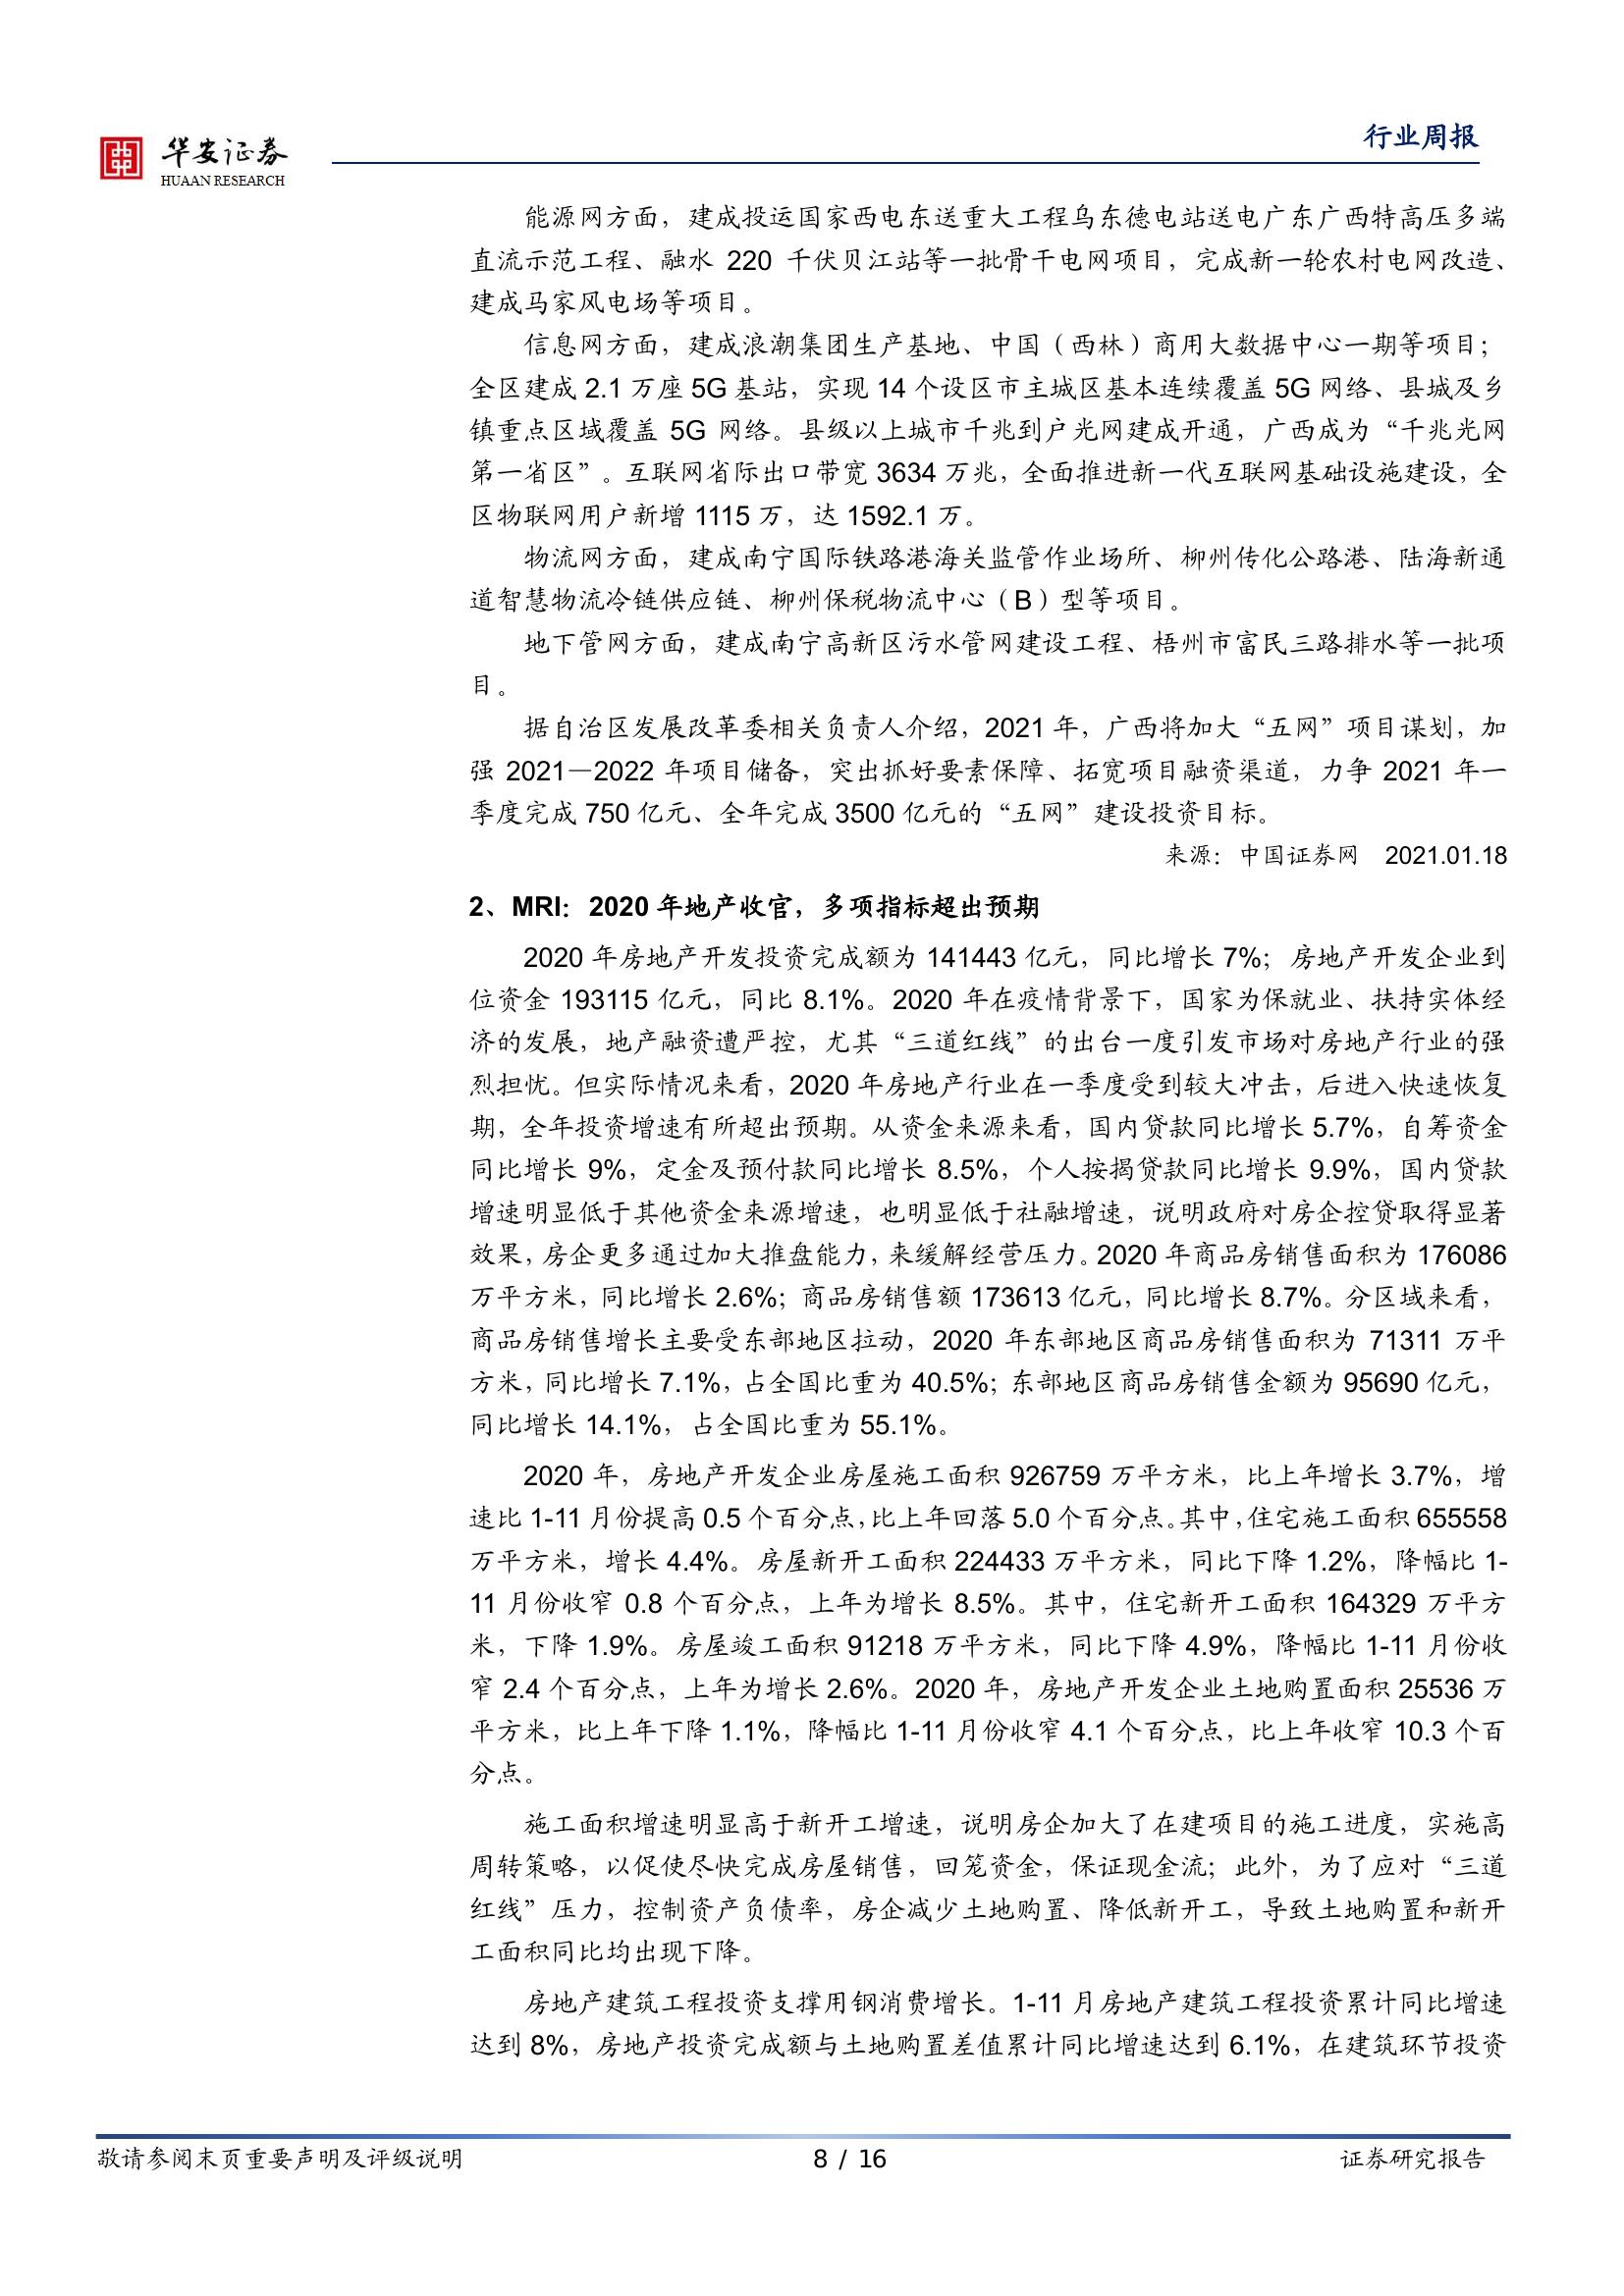 华安证券
HUAAN RESEARCH
行业周报
能源网方面，建成投运国家西电东送重大工程乌东德电站送电广东广西特高压多端
直流示范工程、融水 220 千伏贝江站等一批骨干电网项目，完成新一轮农村电网改造、
建成马家风电场等项目。
信息网方面，建成浪潮集团生产基地、中国（西林）商用大数据中心一期等项目；
全区建成 2.1 万座 5G 基站，实现 14 个设区市主城区基本连续覆盖 5G 网络、县城及乡
镇重点区域覆盖 5G 网络。县级以上城市千兆到户光网建成开通，广西成为“千兆光网
第一省区”。互联网省际出口带宽 3634 万兆，全面推进新一代互联网基础设施建设，全
区物联网用户新增 1115 万，达 1592.1 万。
物流网方面，建成南宁国际铁路港海关监管作业场所、柳州传化公路港、陆海新通
道智慧物流冷链供应链、柳州保税物流中心（B）型等项目。
地下管网方面，建成南宁高新区污水管网建设工程、梧州市富民三路排水等一批项
目。
据自治区发展改革委相关负责人介绍，2021 年，广西将加大“五网”项目谋划，加
强 2021—2022 年项目储备，突出抓好要素保障、拓宽项目融资渠道，力争 2021 年一
季度完成 750 亿元、全年完成 3500 亿元的“五网”建设投资目标。
来源：中国证券网 2021.01.18
2、MRI：2020 年地产收官，多项指标超出预期
2020 年房地产开发投资完成额为 141443 亿元，同比增长 7%；房地产开发企业到
位资金 193115 亿元，同比 8.1%。2020 年在疫情背景下，国家为保就业、扶持实体经
济的发展，地产融资遭严控，尤其“三道红线”的出台一度引发市场对房地产行业的强
烈担忧。但实际情况来看，2020 年房地产行业在一季度受到较大冲击，后进入快速恢复
期，全年投资增速有所超出预期。从资金来源来看，国内贷款同比增长 5.7%，自筹资金
同比增长 9%，定金及预付款同比增长 8.5%，个人按揭贷款同比增长 9.9%，国内贷款
增速明显低于其他资金来源增速，也明显低于社融增速，说明政府对房企控贷取得显著
效果，房企更多通过加大推盘能力，来缓解经营压力。2020 年商品房销售面积为 176086
万平方米，同比增长 2.6%；商品房销售额 173613 亿元，同比增长 8.7%。分区域来看，
商品房销售增长主要受东部地区拉动，2020 年东部地区商品房销售面积为 71311 万平
方米，同比增长 7.1%，占全国比重为 40.5%；东部地区商品房销售金额为 95690 亿元，
同比增长 14.1%，占全国比重为 55.1%。
2020 年，房地产开发企业房屋施工面积 926759 万平方米，比上年增长 3.7%，增
速比 1-11 月份提高 0.5 个百分点，比上年回落 5.0 个百分点。其中，住宅施工面积 655558
万平方米，增长 4.4%。房屋新开工面积 224433 万平方米，同比下降 1.2%，降幅比 1-
11 月份收窄 0.8 个百分点，上年为增长 8.5%。其中，住宅新开工面积 164329 万平方
米，下降 1.9%。房屋竣工面积 91218 万平方米，同比下降 4.9%，降幅比 1-11 月份收
窄 2.4 个百分点，上年为增长 2.6%。2020 年，房地产开发企业土地购置面积 25536 万
平方米，比上年下降 1.1%，降幅比 1-11 月份收窄 4.1 个百分点，比上年收窄 10.3 个百
分点。
施工面积增速明显高于新开工增速，说明房企加大了在建项目的施工进度，实施高
周转策略，以促使尽快完成房屋销售，回笼资金，保证现金流；此外，为了应对“三道
红线”压力，控制资产负债率，房企减少土地购置、降低新开工，导致土地购置和新开
工面积同比均出现下降。
房地产建筑工程投资支撑用钢消费增长。1-11 月房地产建筑工程投资累计同比增速
达到 8%，房地产投资完成额与土地购置差值累计同比增速达到 6.1%，在建筑环节投资
敬请参阅末页重要声明及评级说明
8 / 16
证券研究报告